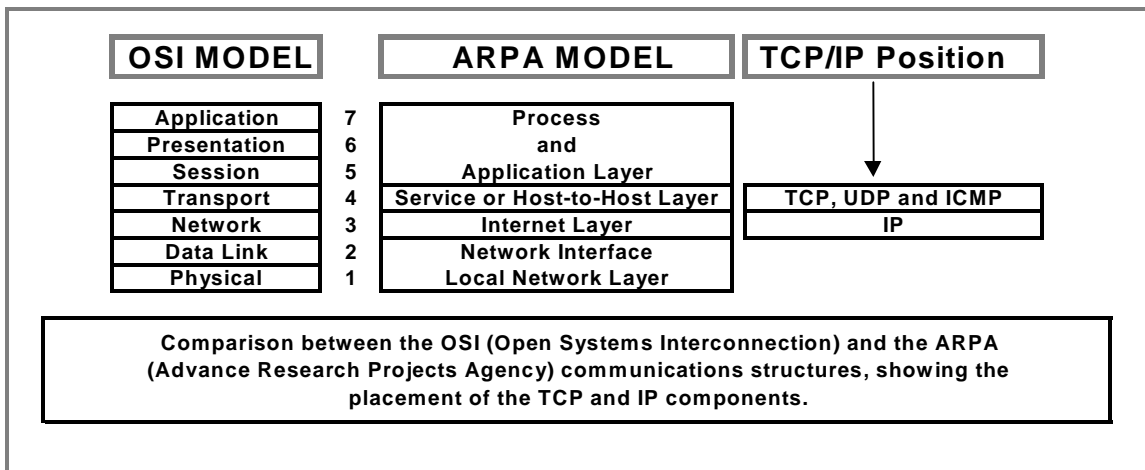 OSI MODEL ARPA MODEL TCP/IP Position
Application 7 Process
Presentation 6 and
Session 5 Application Layer
Transport 4 Service or Host-to-Host Layer TCP, UDP and ICMP
Network 3 Internet Layer IP
Data Link 2 Network Interface
Physical 1 Local Network Layer
Comparison between the OSI (Open Systems Interconnection) and the ARPA
(Advance Research Projects Agency) communications structures, showing the
placement of the TCP and IP components.